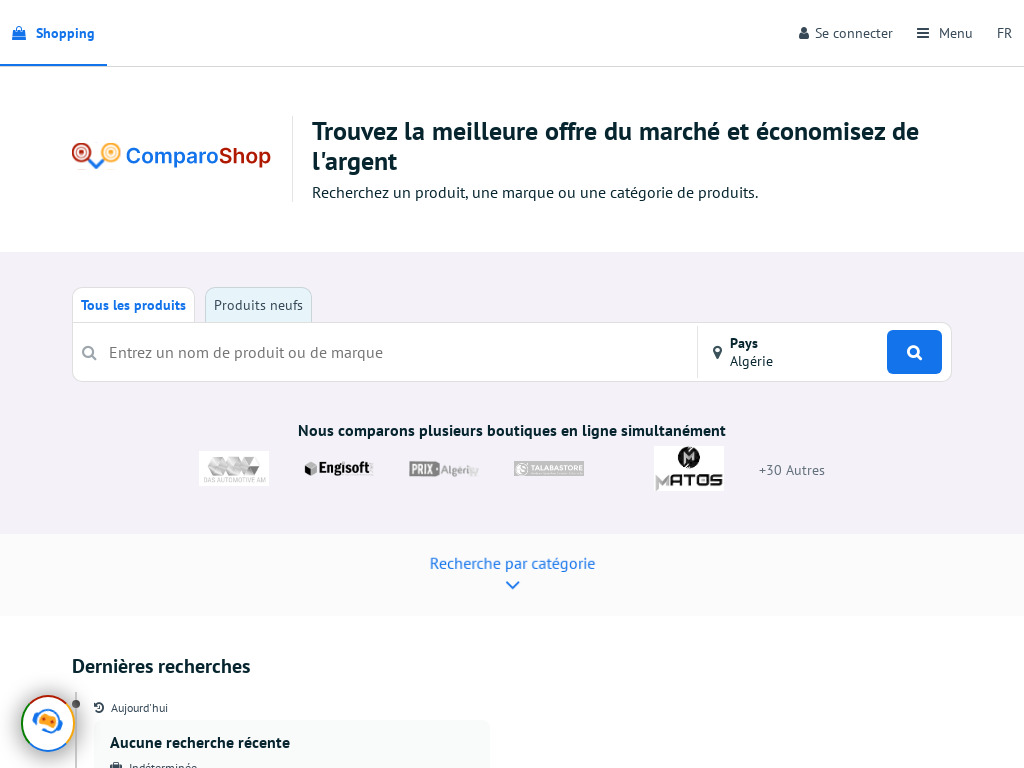 Shopping
Se connecter
Menu
FR
ComparoShop
Trouvez la meilleure offre du marché et économisez de
l'argent
Recherchez un produit, une marque ou une catégorie de produits.
Tous les produits
Produits neufs
Entrez un nom de produit ou de marque
Pays
Algérie
Nous comparons plusieurs boutiques en ligne simultanément
DAS AUTOMOTIVE AM
Engisoft
PRIX Algerie
TALABASTORE
MATOS
+30 Autres
Recherche par catégorie
Dernières recherches
Aujourd'hui
Aucune recherche récente
Indéterminée